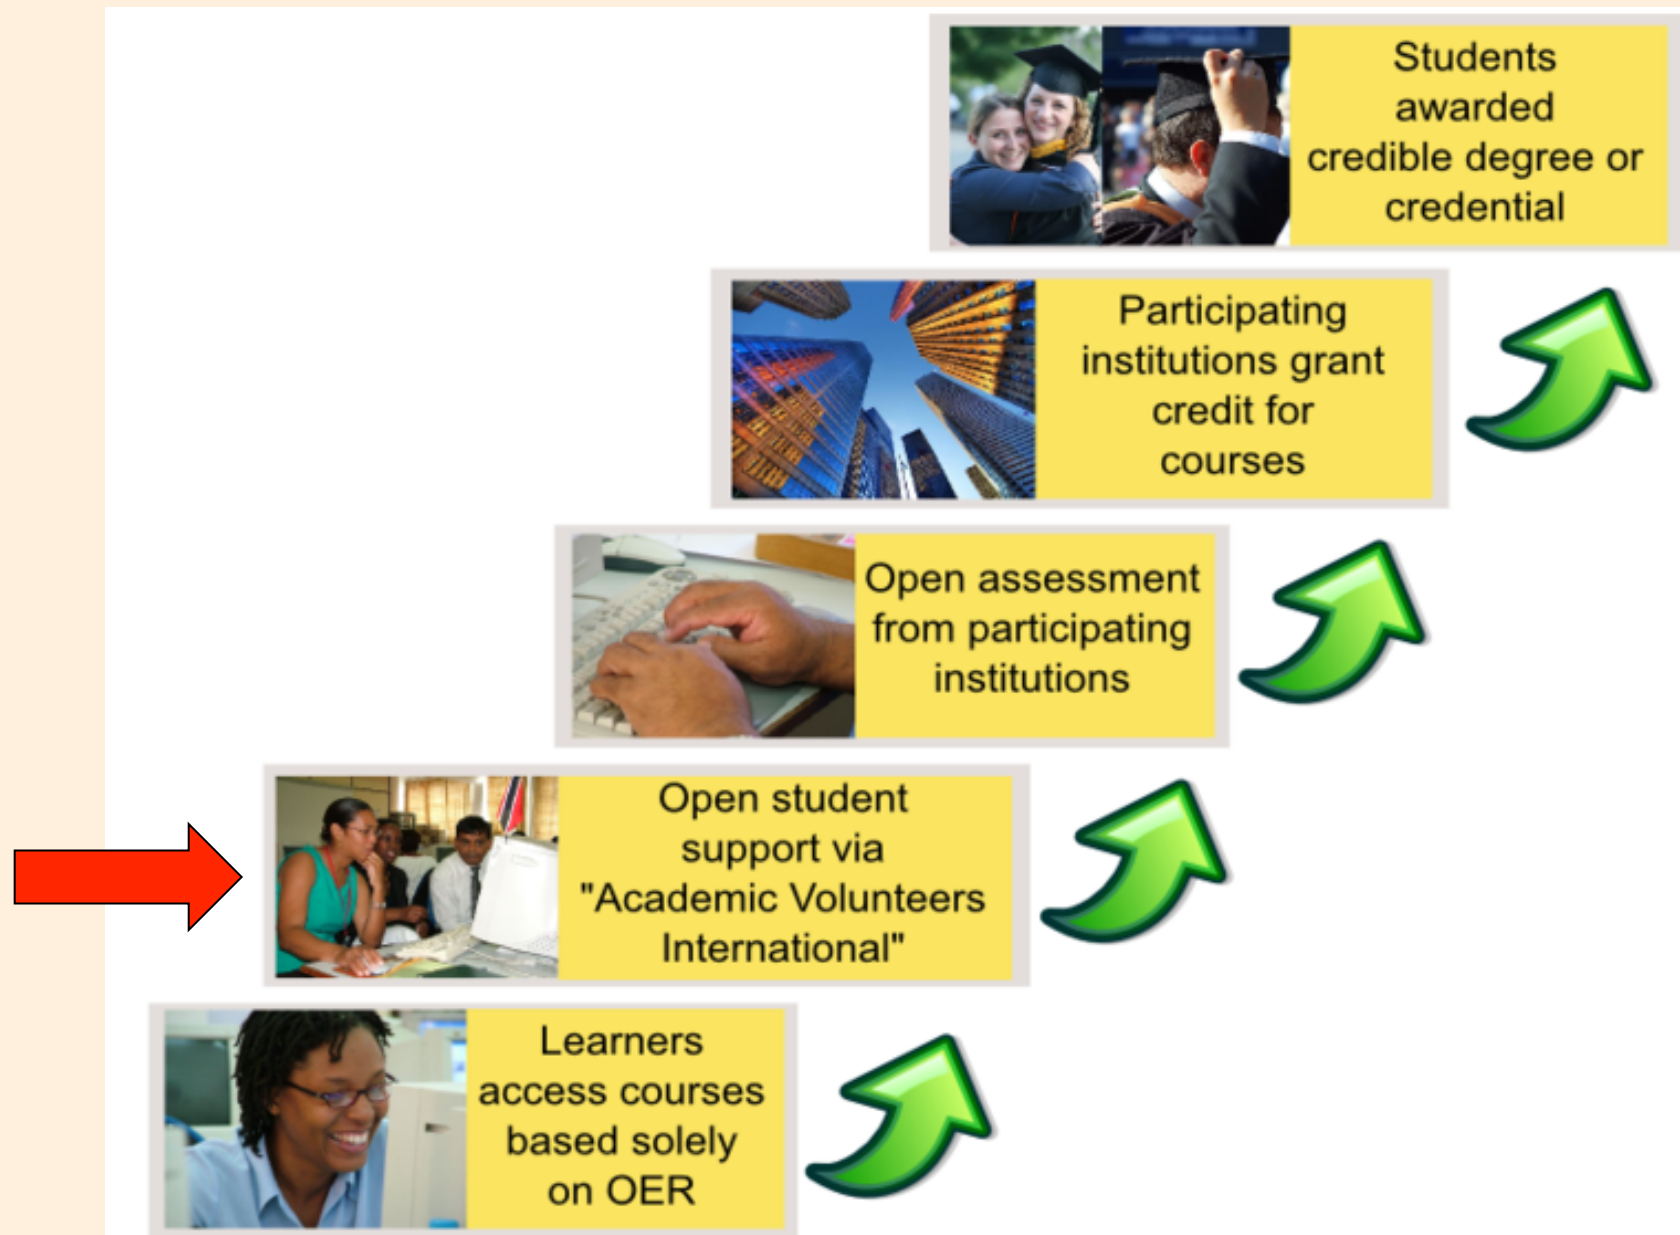 Students
awarded
credible degree or
credential
Participating
institutions grant
credit for
courses
Open assessment
from participating
institutions
Open student
support via
"Academic Volunteers
International"
Learners
access courses
based solely
on OER